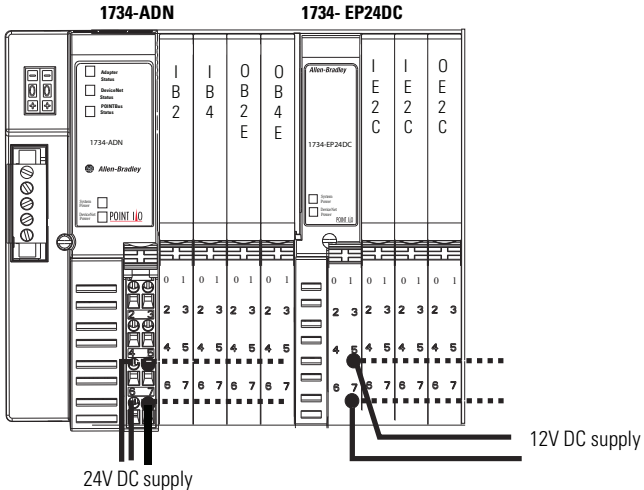 1734-ADN
1734- EP24DC
Adapter
Status
DeviceNet
Status
POINTBus
Status
1734-ADN
Allen-Bradley
System
Power
DeviceNet
Power
POINT I/O
I
B
2
I
B
4
O
B
2
E
O
B
4
E
Allen-Bradley
1734-EP24DC
System
Power
DeviceNet
Power
POINT I/O
I
E
2
C
I
E
2
C
O
E
2
C
0 1 0 1 0 1 0 1 0 1 0 1 0 1 0 1
2 3 2 3 2 3 2 3 2 3 2 3 2 3 2 3 2 3
4 5 4 5 4 5 4 5 4 5 4 5 4 5 4 5 4 5
6 7 6 7 6 7 6 7 6 7 6 7 6 7 6 7 6 7
12V DC supply
24V DC supply